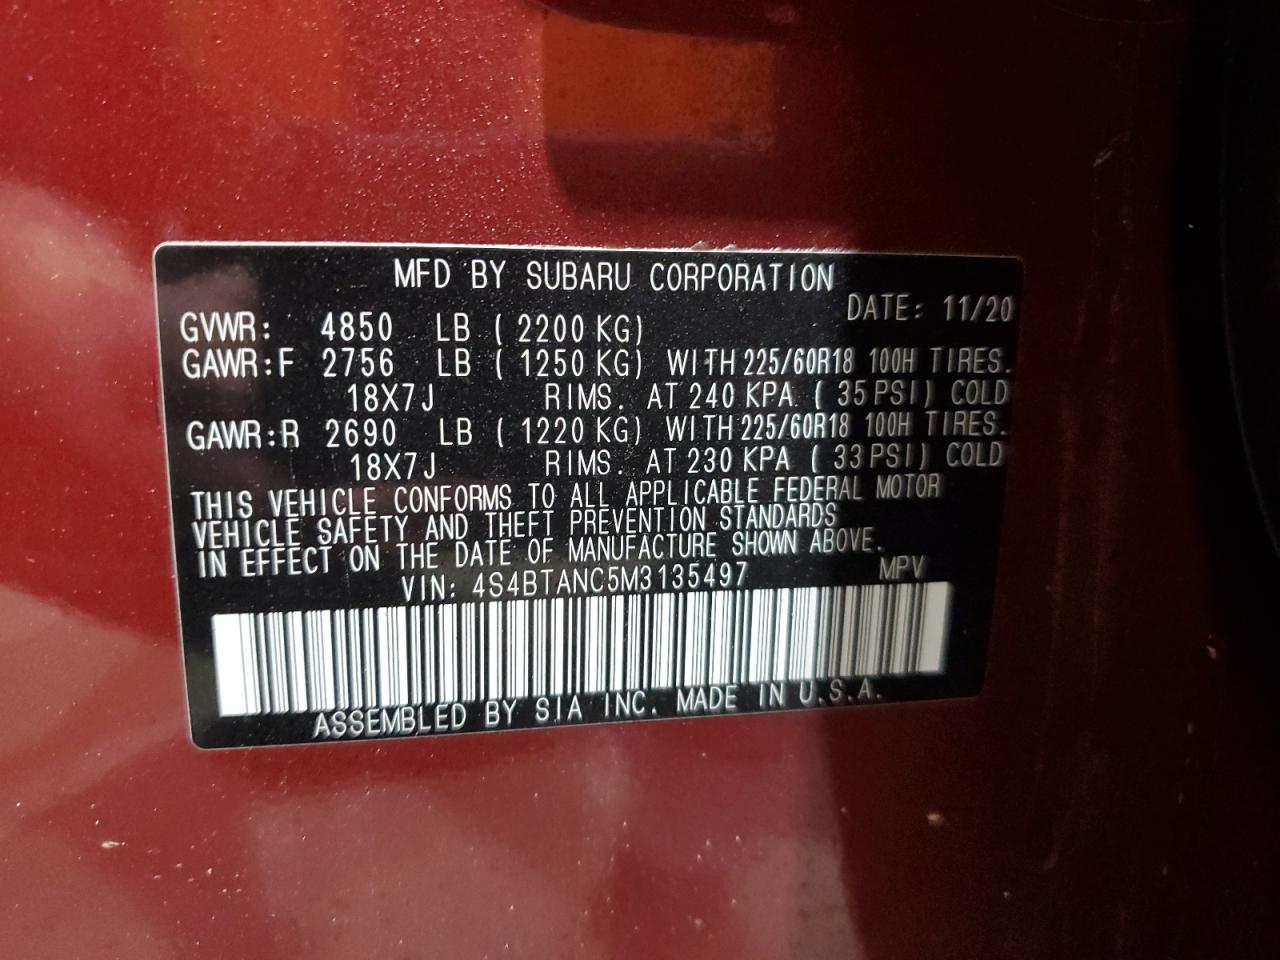 MFD BY SUBARU CORPORATION
DATE: 11/20
GVWR: 4850 LB ( 2200 KG)
GAWR:F 2756 LB ( 1250 KG) WITH 225/60R18 100H TIRES.
18X7J RIMS. AT 240 KPA. ( 35 PSI) COLD
GAWR:R 2690 LB ( 1220 KG) WITH 225/60R18 100H TIRES.
18X7J RIMS. AT 230 KPA ( 33 PSI) COLD
THIS VEHICLE CONFORMS TO ALL APPLICABLE FEDERAL MOTOR
VEHICLE SAFETY AND THEFT PREVENTION STANDARDS
IN EFFECT ON THE DATE OF MANUFACTURE SHOWN ABOVE.
VIN: 4S4BTANC5M3135497 MPV
ASSEMBLED BY SIA INC. MADE IN U.S.A.